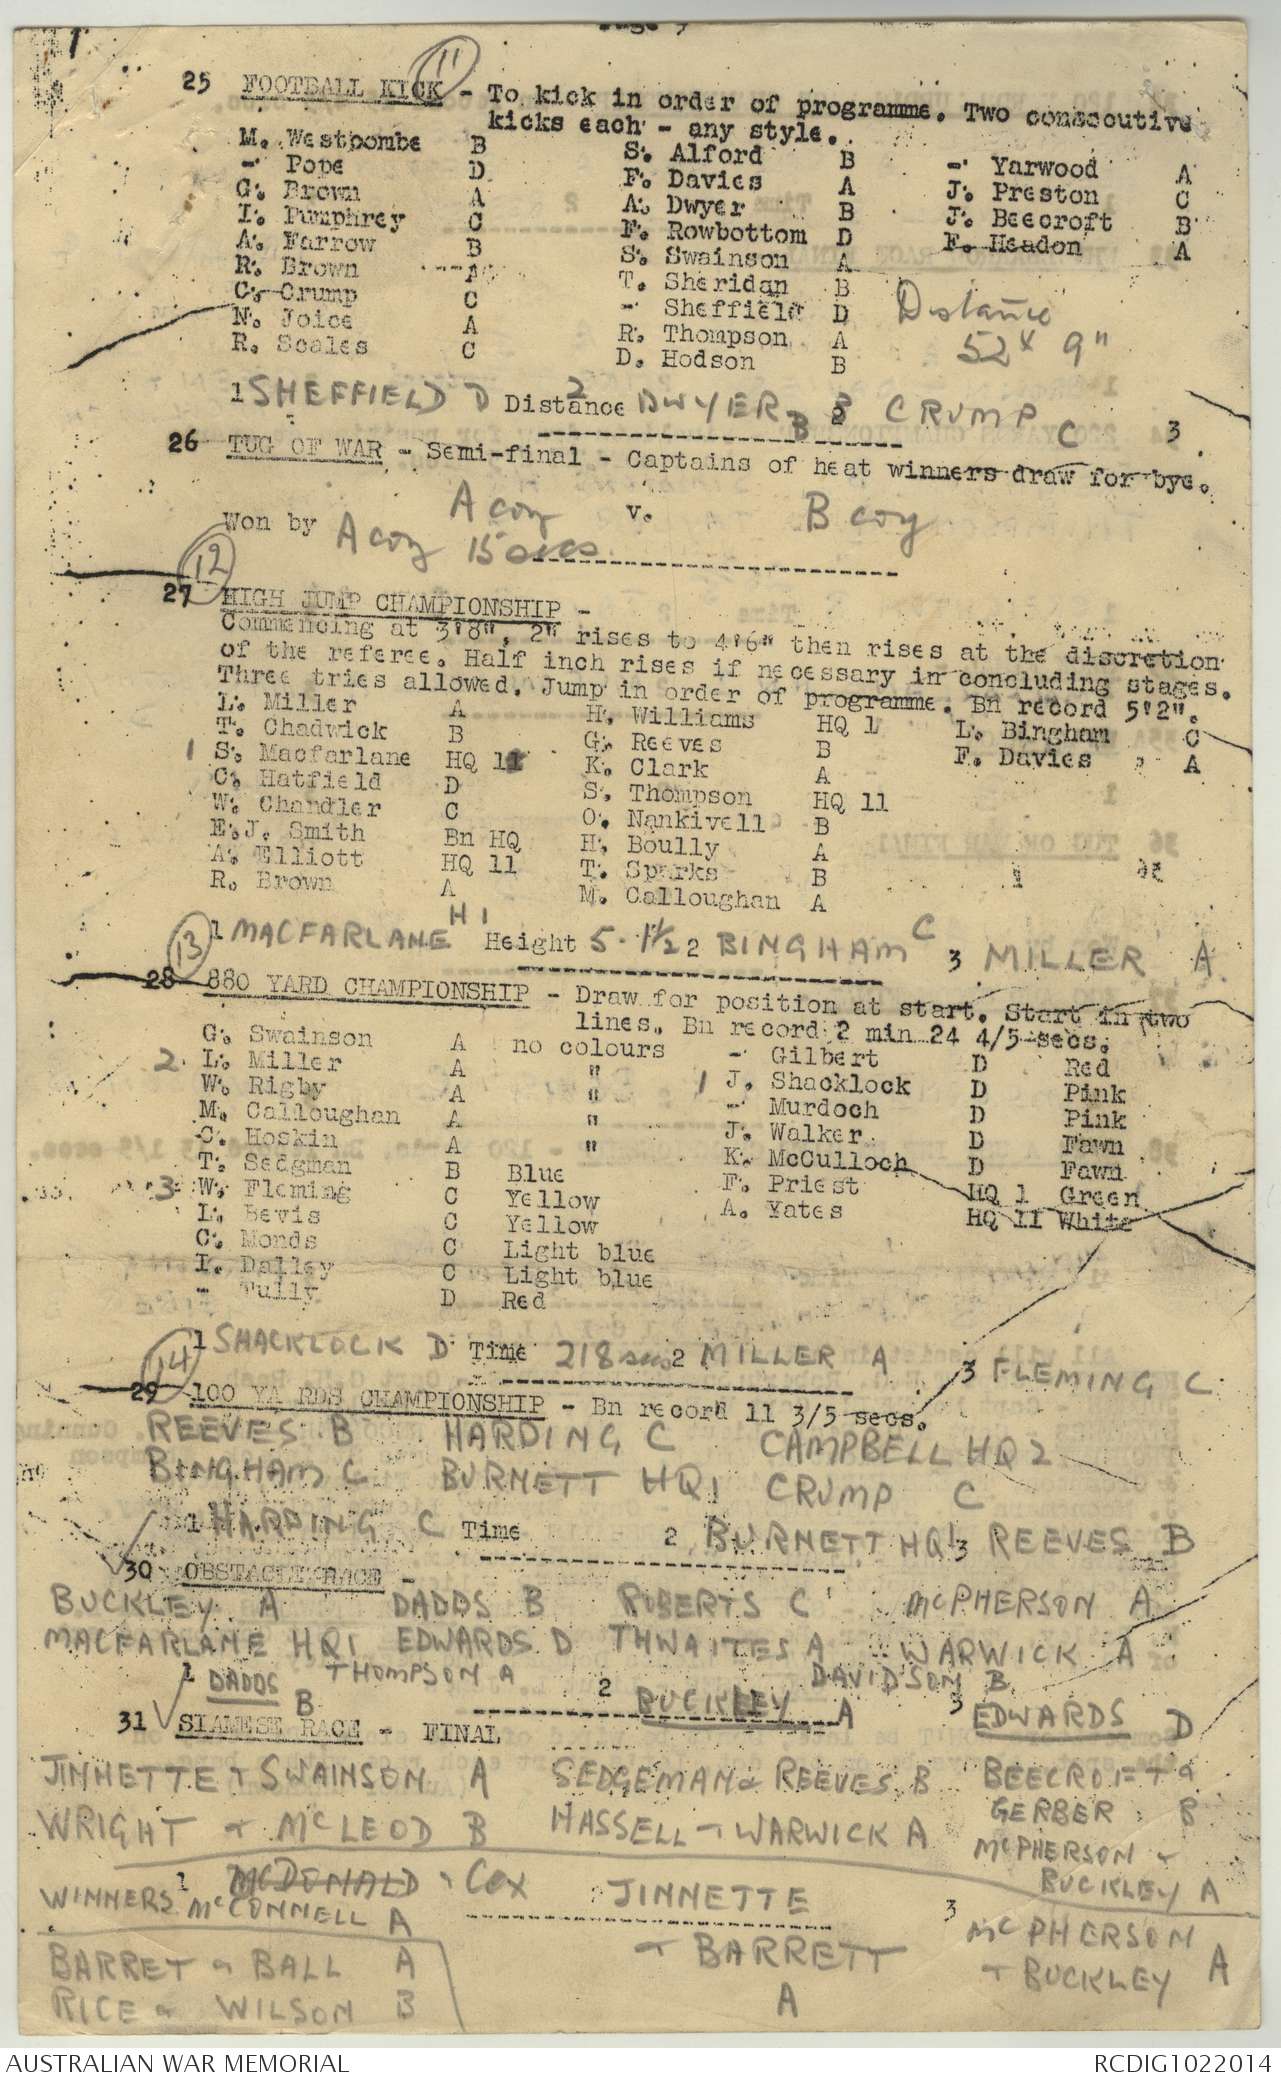 25 FOOTBALL KICK - To kick in order of programme. Two consecutive
11
kicks each - any style.
M. Westcombe B
- Pope D
G. Brown A
I. Pumphrey C
A. Farrow B
R. Brown A
C. Crump C
N. Joice A
R. Scales C
S. Alford B
F. Davies A
A. Dwyer B
F. Rowbottom D
S. Swainson A
T. Sheridan B
- Sheffield D
R. Thompson A
D. Hodson B
- Yarwood A
J. Preston C
J. Beecroft B
F. Headon A
Distance
52x 9"
1 SHEFFIELD D Distance 2 DWYER B 2 CRUMP C 3
26 TUG OF WAR - Semi-final - Captains of heat winners draw for bye.
A coy v. B coy
Won by A coy 15 secs
12
27 HIGH JUMP CHAMPIONSHIP -
Commencing at 3'8", 2" rises to 4'6" then rises at the discretion
of the referee. Half inch rises if necessary in concluding stages.
Three tries allowed. Jump in order of programme. Bn record 5'2".
L. Miller A
T. Chadwick B
1 S. Macfarlane HQ 11
C. Hatfield D
W. Chandler C
E.J. Smith Bn HQ
A. Elliott HQ 11
R. Brown A
H. Williams HQ 1
G. Reeves B
K. Clark A
S. Thompson HQ 11
O. Nankivell B
H. Boully A
T. Sparks B
M. Calloughan A
L. Bingham C
F. Davies A
1 MACFARLANE H1 Height 5. 1½ 2 BINGHAM C 3 MILLER A
13
28 880 YARD CHAMPIONSHIP - Draw for position at start. Start in two
lines. Bn record 2 min 24 4/5 secs.
G. Swainson A no colours
2. L. Miller A "
W. Rigby A "
M. Calloughan A "
C. Hoskin A "
T. Sedgman B Blue
3 W. Fleming C Yellow
L. Bevis C Yellow
C. Monds C Light blue
I. Dalley C Light blue
- Tully D Red
- Gilbert D Red
1 J. Shacklock D Pink
- Murdoch D Pink
J. Walker D Fawn
K. McCulloch D Fawn
F. Priest HQ 1 Green
A. Yates HQ 11 White
1 SHACKLOCK D Time 218 secs 2 MILLER A 3 FLEMING C
14
29 100 YARDS CHAMPIONSHIP - Bn record 11 3/5 secs.
REEVES B HARDING C CAMPBELL HQ2
BINGHAM C BURNETT HQ1 CRUMP C
1 HARDING C Time 2 BURNETT HQ1 3 REEVES B
30 OBSTACLE RACE -
BUCKLEY A DADDS B ROBERTS C McPHERSON A
MACFARLANE HQ1 EDWARDS D THWAITES A WARWICK A
THOMPSON A DAVIDSON B
1 DADDS B 2 BUCKLEY A 3 EDWARDS D
31 SIAMESE RACE - FINAL
JINNETTE + SWAINSON A SEDGEMAN & REEVES B BEECROFT &
GERBER B
WRIGHT & McLEOD B HASSELL & WARWICK A McPHERSON &
BUCKLEY A
WINNERS 1 McDONALD & Cox
McCONNELL A
JINNETTE
& BARRETT
A
3 McPHERSON
& BUCKLEY A
BARRET & BALL A
RICE & WILSON B
AUSTRALIAN WAR MEMORIAL RCDIG1022014